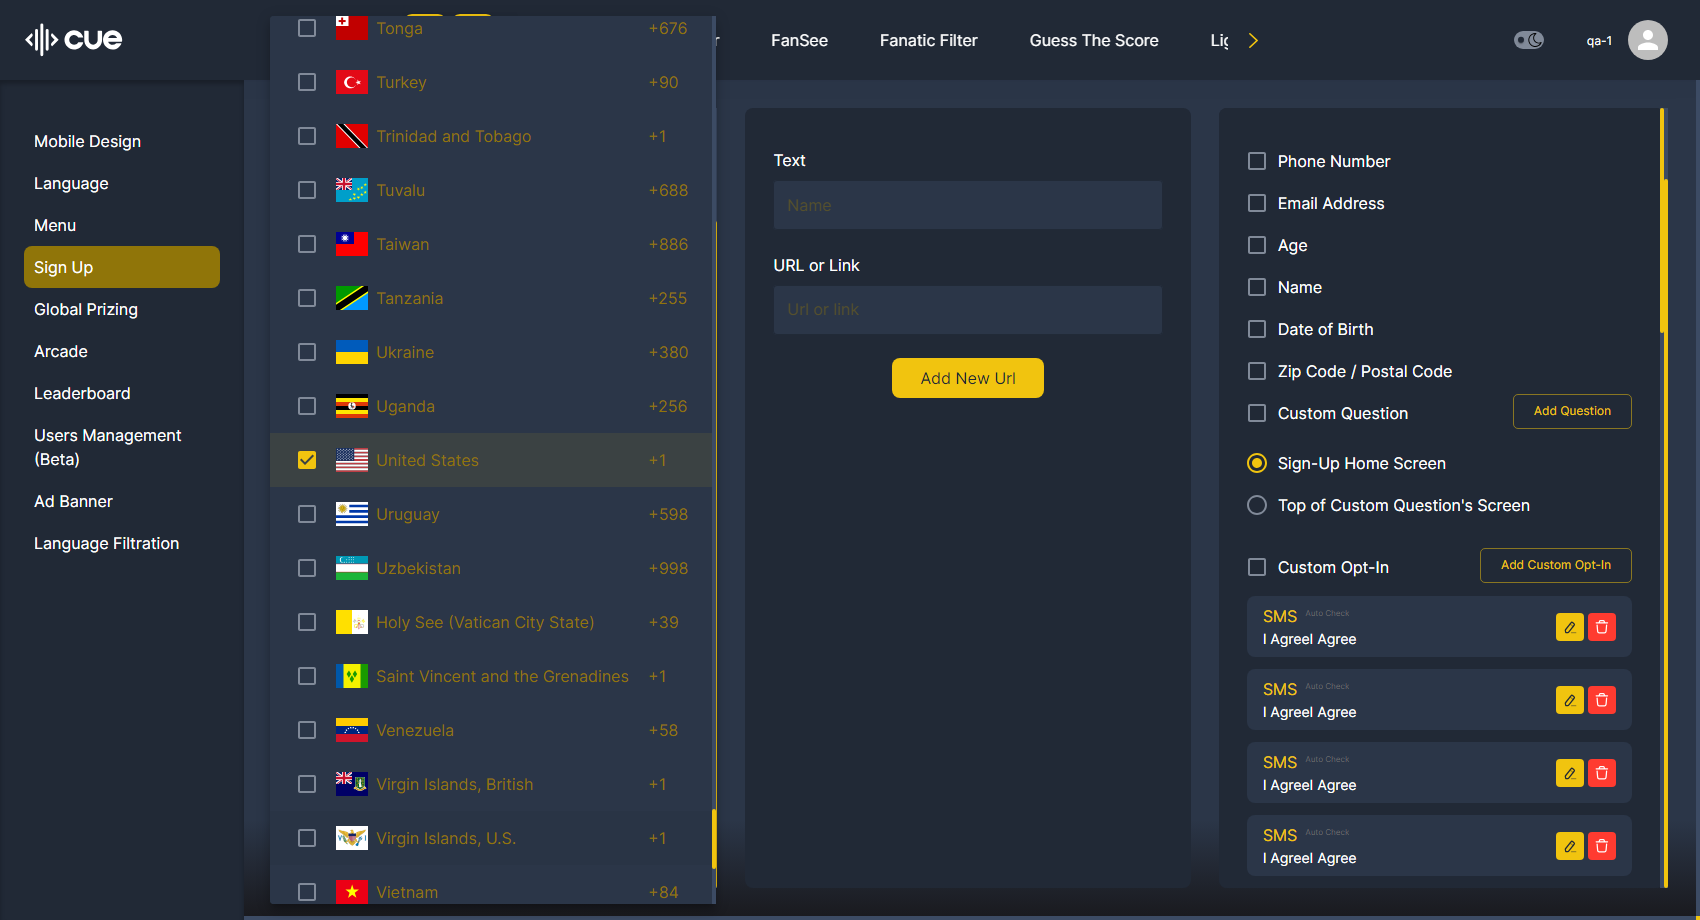 cue
r
FanSee
Fanatic Filter
Guess The Score
Lig
qa-1
Mobile Design
Language
Menu
Sign Up
Global Prizing
Arcade
Leaderboard
Users Management
(Beta)
Ad Banner
Language Filtration
Tonga +676
Turkey +90
Trinidad and Tobago +1
Tuvalu +688
Taiwan +886
Tanzania +255
Ukraine +380
Uganda +256
United States +1
Uruguay +598
Uzbekistan +998
Holy See (Vatican City State) +39
Saint Vincent and the Grenadines +1
Venezuela +58
Virgin Islands, British +1
Virgin Islands, U.S. +1
Vietnam +84
Text
Name
URL or Link
Url or link
Add New Url
Phone Number
Email Address
Age
Name
Date of Birth
Zip Code / Postal Code
Custom Question
Add Question
Sign-Up Home Screen
Top of Custom Question's Screen
Custom Opt-In
Add Custom Opt-In
SMS Auto Check
I AgreeI Agree
SMS Auto Check
I AgreeI Agree
SMS Auto Check
I AgreeI Agree
SMS Auto Check
I AgreeI Agree